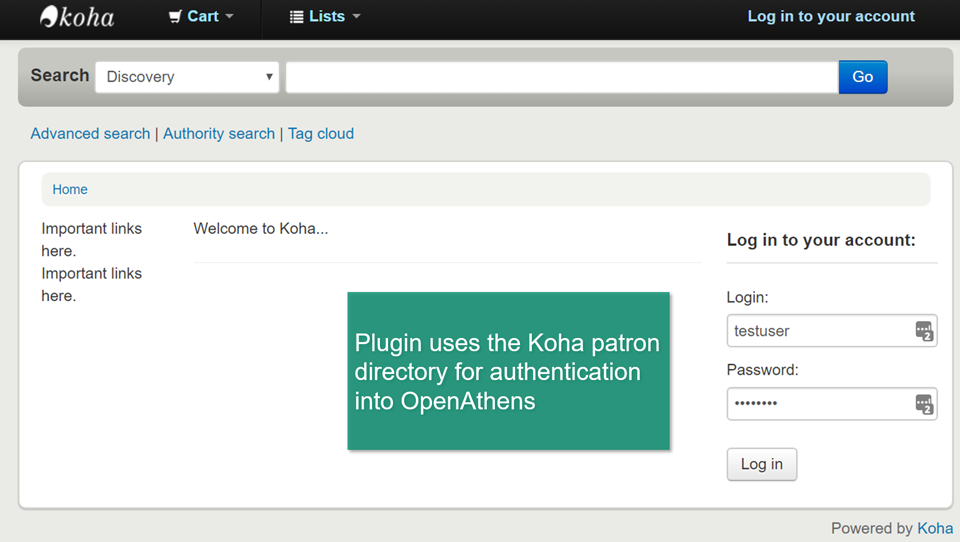 koha Cart Lists Log in to your account
Search Discovery Go
Advanced search | Authority search | Tag cloud
Home
Important links
here.
Important links
here.
Welcome to Koha...
Plugin uses the Koha patron
directory for authentication
into OpenAthens
Log in to your account:
Login:
testuser
2
Password:
••••••••
2
Log in
Powered by Koha